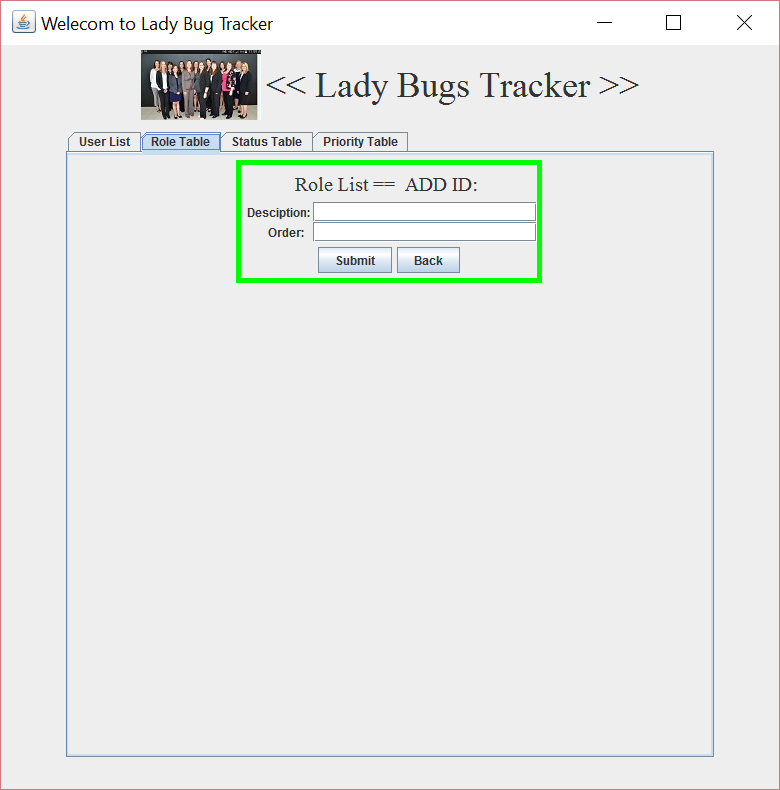 Welecom to Lady Bug Tracker
<< Lady Bugs Tracker >>
User List Role Table Status Table Priority Table
Role List == ADD ID:
Desciption:
Order:
Submit Back